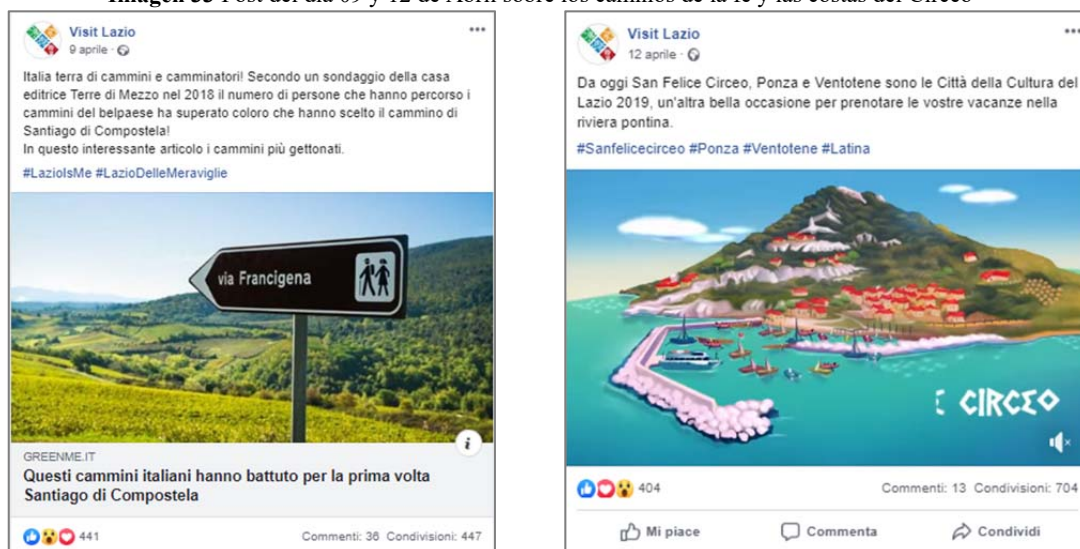 Imagen 33 Post del día 09 y 12 de Abril sobre los caminos de la fe y las costas del Circeo
Visit Lazio
9 aprile
Italia terra di cammini e camminatori! Secondo un sondaggio della casa
editrice Terre di Mezzo nel 2018 il numero di persone che hanno percorso i
cammini del belpaese ha superato coloro che hanno scelto il cammino di
Santiago di Compostela!
In questo interessante articolo i cammini più gettonati.
#LazioIsMe #LazioDelleMeraviglie
via Francigena
i
GREENME.IT
Questi cammini italiani hanno battuto per la prima volta
Santiago di Compostela
441
Commenti: 36 Condivisioni: 447
Visit Lazio
12 aprile
Da oggi San Felice Circeo, Ponza e Ventotene sono le Città della Cultura del
Lazio 2019, un'altra bella occasione per prenotare le vostre vacanze nella
riviera pontina.
#Sanfelicecirceo #Ponza #Ventotene #Latina
CIRCEO
404
Commenti: 13 Condivisioni: 704
Mi piace
Commenta
Condividi